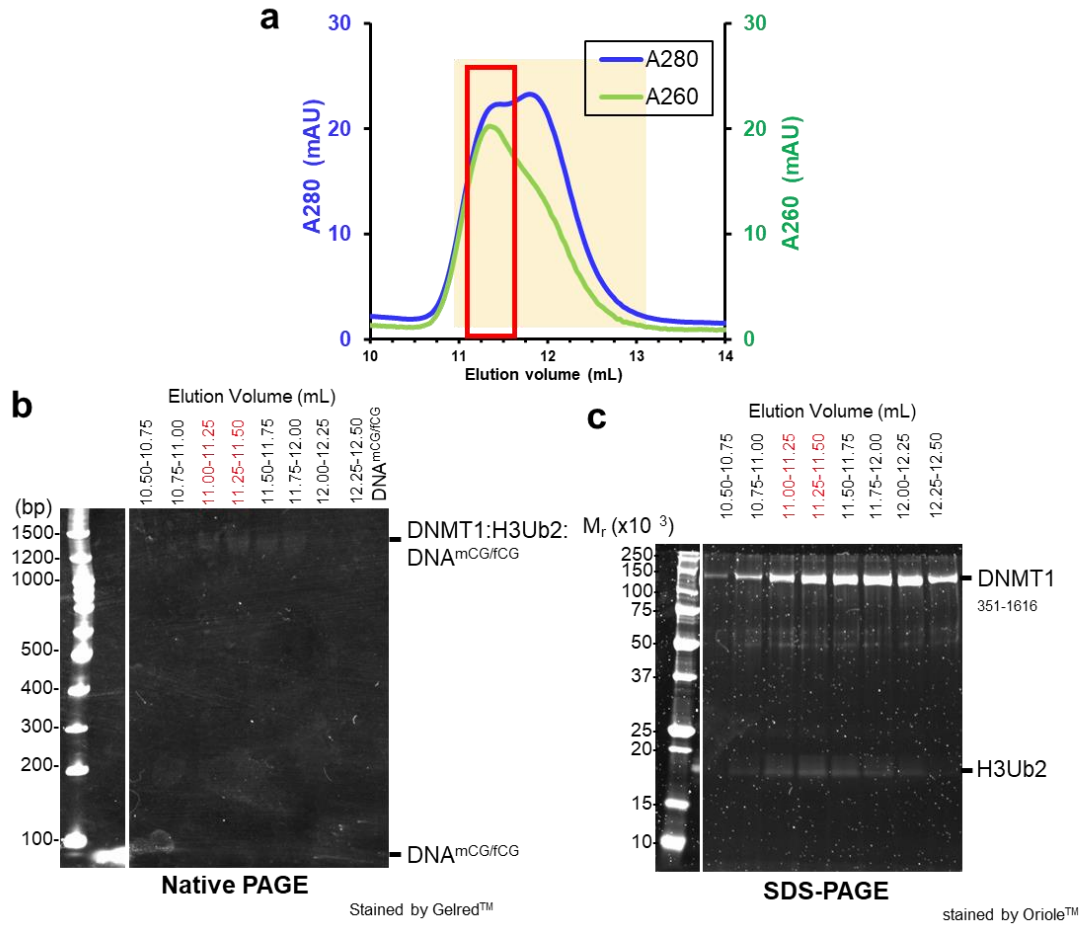 a
30
20
10
0
A280 (mAU)
A280
A260
30
20
10
0
A260 (mAU)
10
11
12
13
14
Elution volume (mL)
b
Elution Volume (mL)
10.50-10.75
10.75-11.00
11.00-11.25
11.25-11.50
11.50-11.75
11.75-12.00
12.00-12.25
12.25-12.50
DNAmCG/fCG
(bp)
1500-
1200-
1000-
500-
400-
300-
200-
100-
DNMT1:H3Ub2:
DNAmCG/fCG
DNAmCG/fCG
Native PAGE
Stained by Gelred™
c
Elution Volume (mL)
10.50-10.75
10.75-11.00
11.00-11.25
11.25-11.50
11.50-11.75
11.75-12.00
12.00-12.25
12.25-12.50
Mr (x10 3)
250-
150-
100-
75-
50-
37-
25-
20-
15-
10-
DNMT1
351-1616
H3Ub2
SDS-PAGE
stained by Oriole™